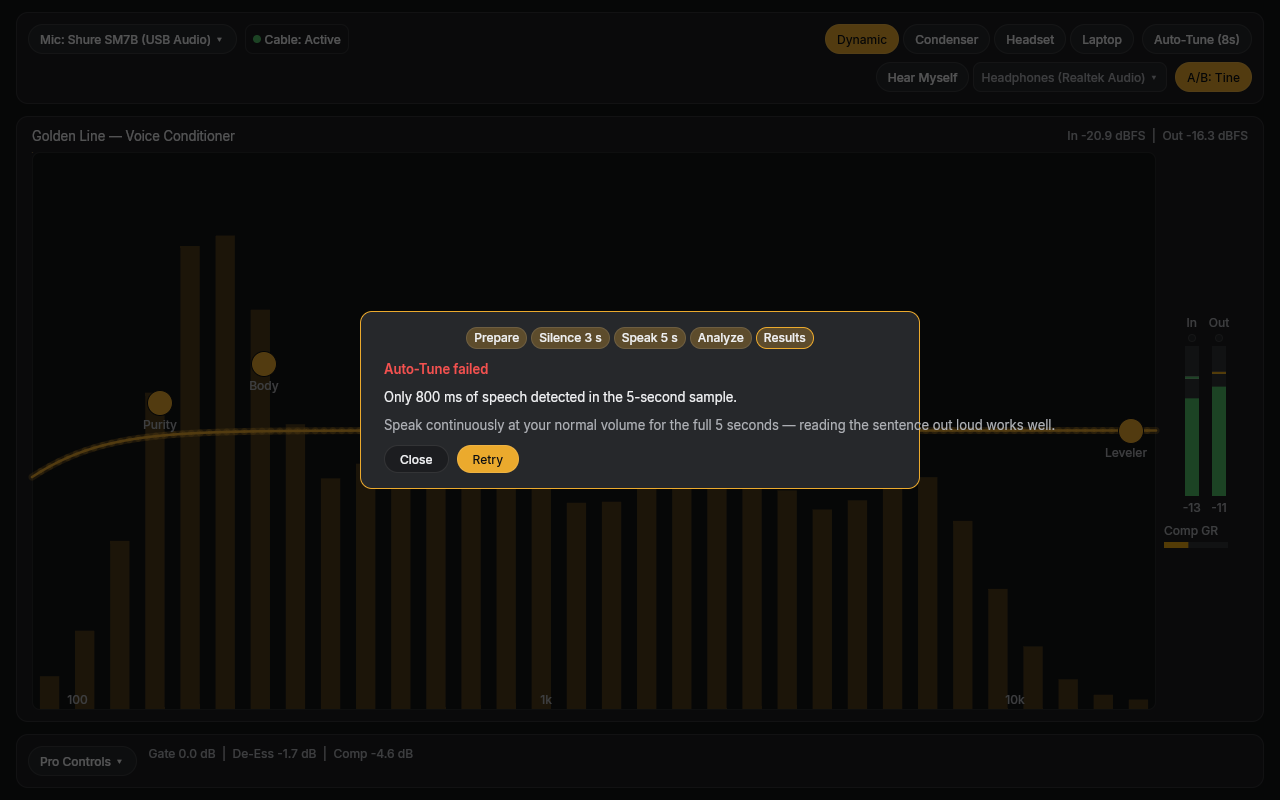 Mic: Shure SM7B (USB Audio) ▾
Cable: Active
Dynamic
Condenser
Headset
Laptop
Auto-Tune (8s)
Hear Myself
Headphones (Realtek Audio) ▾
A/B: Tine
Golden Line — Voice Conditioner
In -20.9 dBFS | Out -16.3 dBFS
Prepare
Silence 3 s
Speak 5 s
Analyze
Results
Auto-Tune failed
Only 800 ms of speech detected in the 5-second sample.
Speak continuously at your normal volume for the full 5 seconds — reading the sentence out loud works well.
Close
Retry
Purity
Body
Leveler
In
Out
-13
-11
Comp GR
100
1k
10k
Pro Controls ▾
Gate 0.0 dB | De-Ess -1.7 dB | Comp -4.6 dB